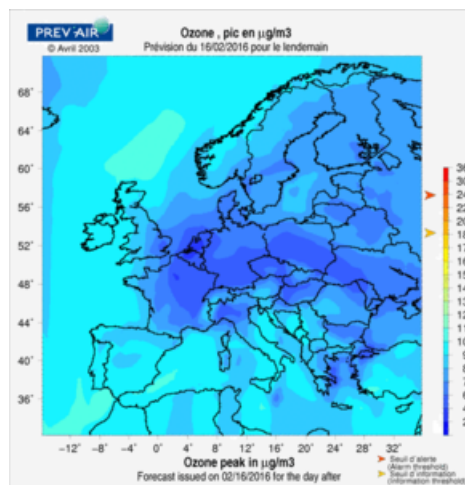 PREV'AIR
© Avril 2003
Ozone , pic en µg/m3
Prévision du 16/02/2016 pour le lendemain
68°
64°
60°
56°
52°
48°
44°
40°
36°
−12° −8° −4° 0° 4° 8° 12° 16° 20° 24° 28° 32°
Ozone peak in µg/m3
Forecast issued on 02/16/2016 for the day after
Seuil d'alerte
(Alarm threshold)
Seuil d'information
(Information threshold